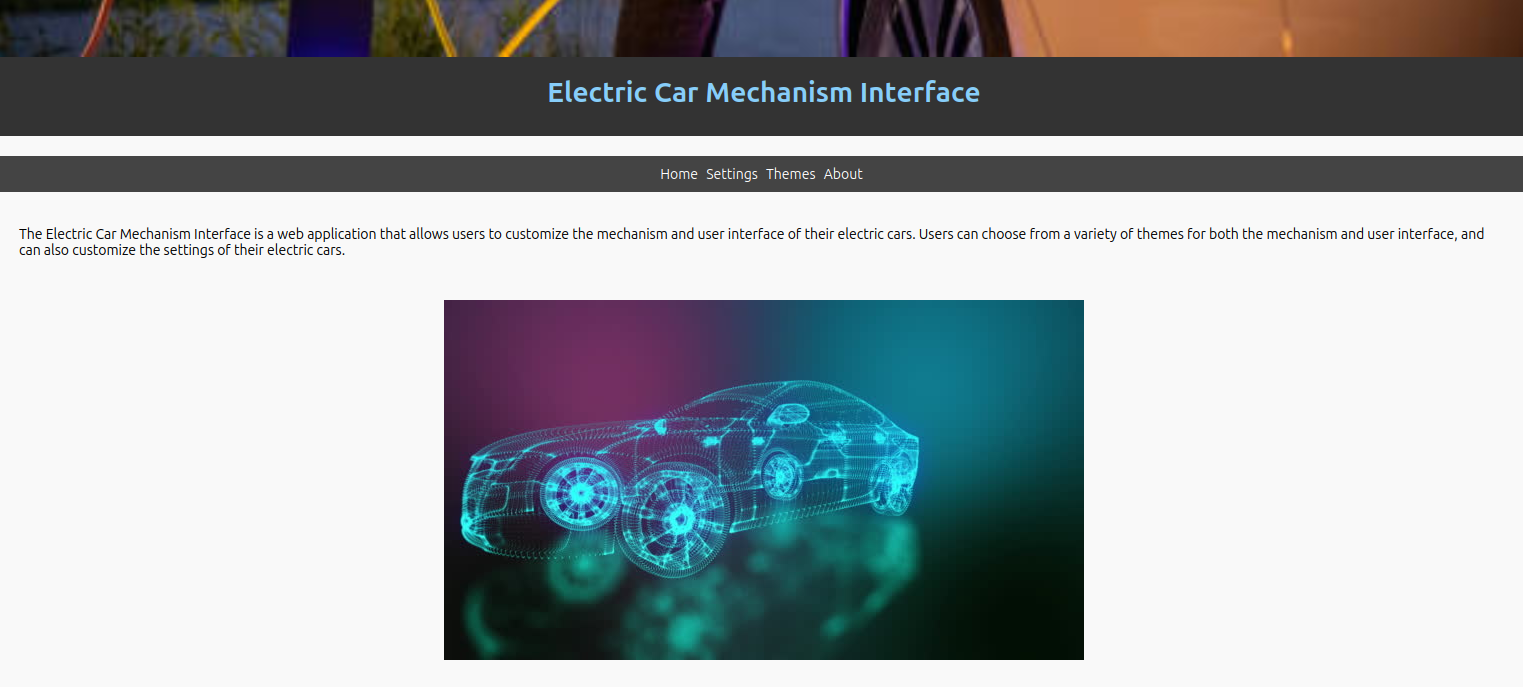 Electric Car Mechanism Interface
Home Settings Themes About
The Electric Car Mechanism Interface is a web application that allows users to customize the mechanism and user interface of their electric cars. Users can choose from a variety of themes for both the mechanism and user interface, and
can also customize the settings of their electric cars.